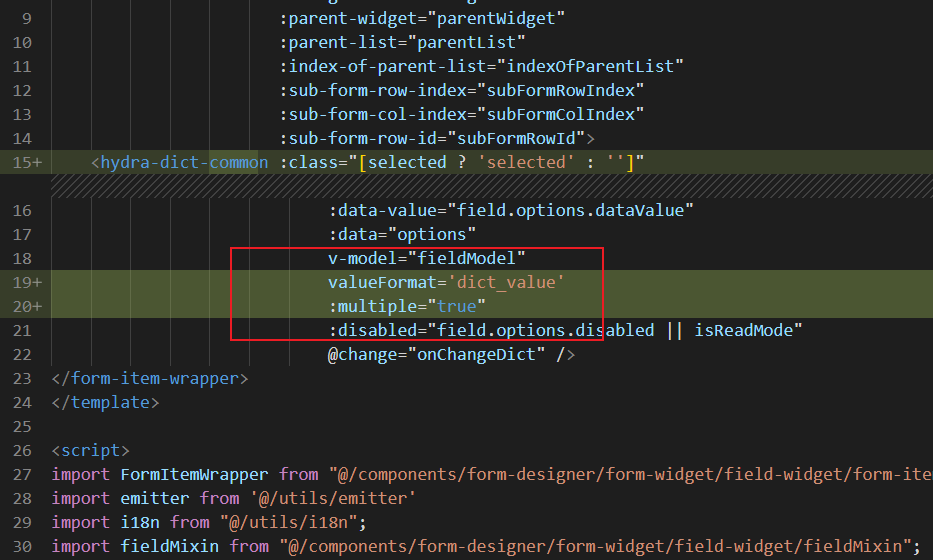 9 :parent-widget="parentWidget"
10 :parent-list="parentList"
11 :index-of-parent-list="indexOfParentList"
12 :sub-form-row-index="subFormRowIndex"
13 :sub-form-col-index="subFormColIndex"
14 :sub-form-row-id="subFormRowId">
15+ <hydra-dict-common :class="[selected ? 'selected' : '']"
16 :data-value="field.options.dataValue"
17 :data="options"
18 v-model="fieldModel"
19+ valueFormat='dict_value'
20+ :multiple="true"
21 :disabled="field.options.disabled || isReadMode"
22 @change="onChangeDict" />
23 </form-item-wrapper>
24 </template>
25
26 <script>
27 import FormItemWrapper from "@/components/form-designer/form-widget/field-widget/form-item
28 import emitter from '@/utils/emitter'
29 import i18n from "@/utils/i18n";
30 import fieldMixin from "@/components/form-designer/form-widget/field-widget/fieldMixin";